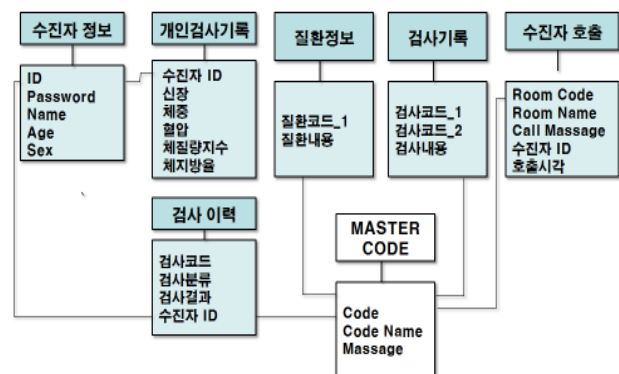 수진자 정보
개인검사기록
질환정보
검사기록
수진자 호출
ID
Password
Name
Age
Sex
수진자 ID
신장
체중
혈압
체질량지수
체지방율
질환코드_1
질환내용
검사코드_1
검사코드_2
검사내용
Room Code
Room Name
Call Massage
수진자 ID
호출시각
검사 이력
검사코드
검사분류
검사결과
수진자 ID
MASTER
CODE
Code
Code Name
Massage